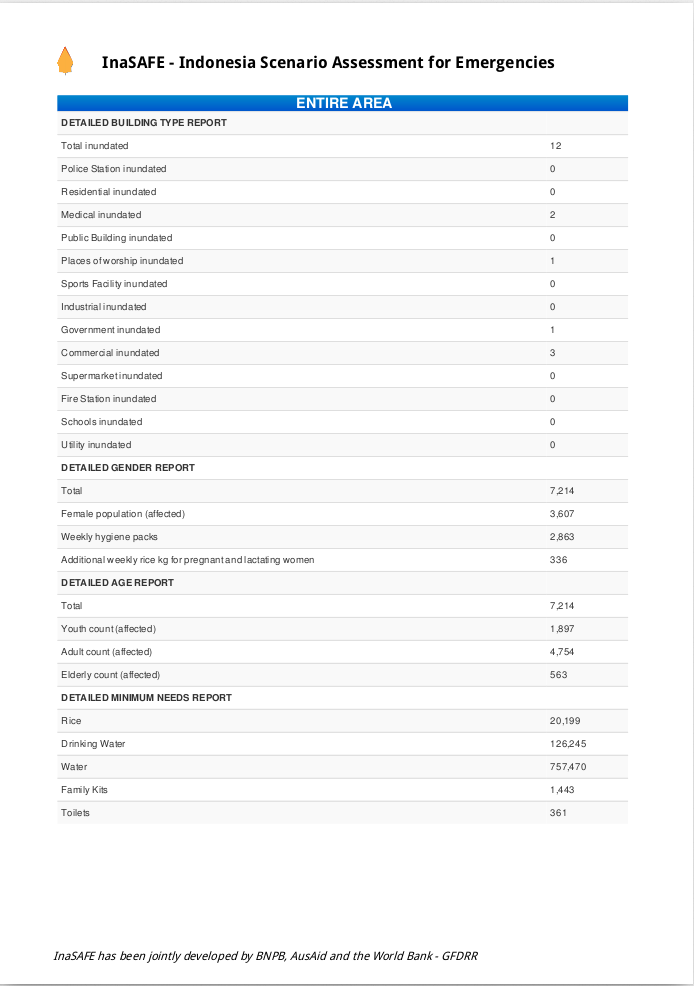 InaSAFE - Indonesia Scenario Assessment for Emergencies
ENTIRE AREA
DETAILED BUILDING TYPE REPORT
Total inundated 12
Police Station inundated 0
Residential inundated 0
Medical inundated 2
Public Building inundated 0
Places of worship inundated 1
Sports Facility inundated 0
Industrial inundated 0
Government inundated 1
Commercial inundated 3
Supermarket inundated 0
Fire Station inundated 0
Schools inundated 0
Utility inundated 0
DETAILED GENDER REPORT
Total 7,214
Female population (affected) 3,607
Weekly hygiene packs 2,863
Additional weekly rice kg for pregnant and lactating women 336
DETAILED AGE REPORT
Total 7,214
Youth count (affected) 1,897
Adult count (affected) 4,754
Elderly count (affected) 563
DETAILED MINIMUM NEEDS REPORT
Rice 20,199
Drinking Water 126,245
Water 757,470
Family Kits 1,443
Toilets 361
InaSAFE has been jointly developed by BNPB, AusAid and the World Bank - GFDRR